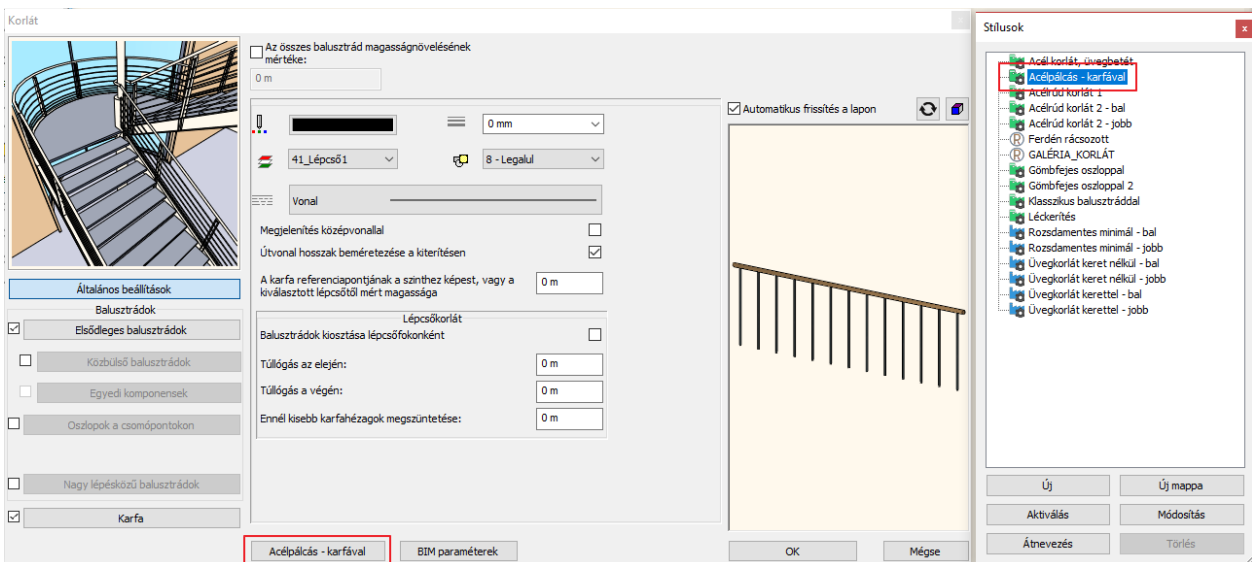 Korlát
Az összes balusztrád magasságnövelésének
mértéke:
0 m
0 mm
41_Lépcső1
8 - Legalul
Vonal
Megjelenítés középvonallal
Útvonal hosszak beméretezése a kiterítésen
A karfa referenciapontjának a szinthez képest, vagy a
kiválasztott lépcsőtől mért magassága
0 m
Lépcsőkorlát
Balusztrádok kiosztása lépcsőfokonként
Túllógás az elején:
0 m
Túllógás a végén:
0 m
Ennél kisebb karfahézagok megszüntetése:
0 m
Általános beállítások
Balusztrádok
Elsődleges balusztrádok
Közbülső balusztrádok
Egyedi komponensek
Oszlopok a csomópontokon
Nagy lépésközű balusztrádok
Karfa
Acélpálcás - karfával
BIM paraméterek
Automatikus frissítés a lapon
OK
Mégse
Stílusok
x
Acél korlát, üvegbetét
Acélpálcás - karfával
Acélrúd korlát 1
Acélrúd korlát 2 - bal
Acélrúd korlát 2 - jobb
R Ferdén rácsozott
R GALÉRIA_KORLÁT
Gömbfejes oszloppal
Gömbfejes oszloppal 2
Klasszikus balusztráddal
Léckerítés
Rozsdamentes minimál - bal
Rozsdamentes minimál - jobb
Üvegkorlát keret nélkül - bal
Üvegkorlát keret nélkül - jobb
Üvegkorlát kerettel - bal
Üvegkorlát kerettel - jobb
Új
Új mappa
Aktiválás
Módosítás
Átnevezés
Törlés